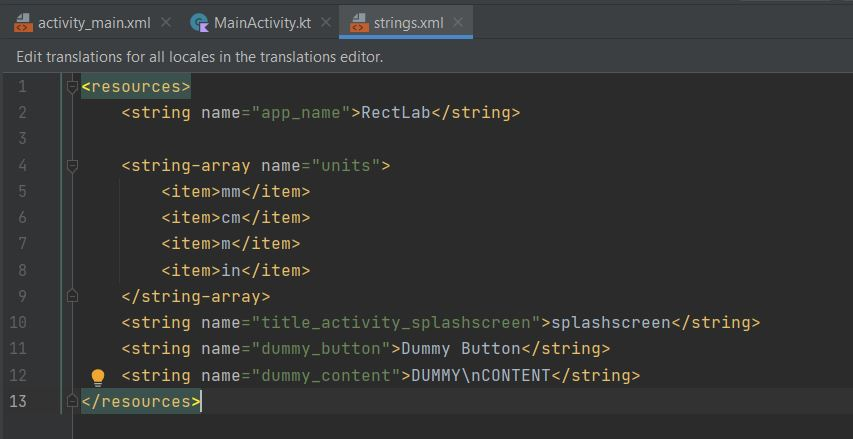 activity_main.xml MainActivity.kt strings.xml
Edit translations for all locales in the translations editor.
1 <resources>
2     <string name="app_name">RectLab</string>
3
4     <string-array name="units">
5         <item>mm</item>
6         <item>cm</item>
7         <item>m</item>
8         <item>in</item>
9     </string-array>
10     <string name="title_activity_splashscreen">splashscreen</string>
11     <string name="dummy_button">Dummy Button</string>
12     <string name="dummy_content">DUMMY\nCONTENT</string>
13 </resources>